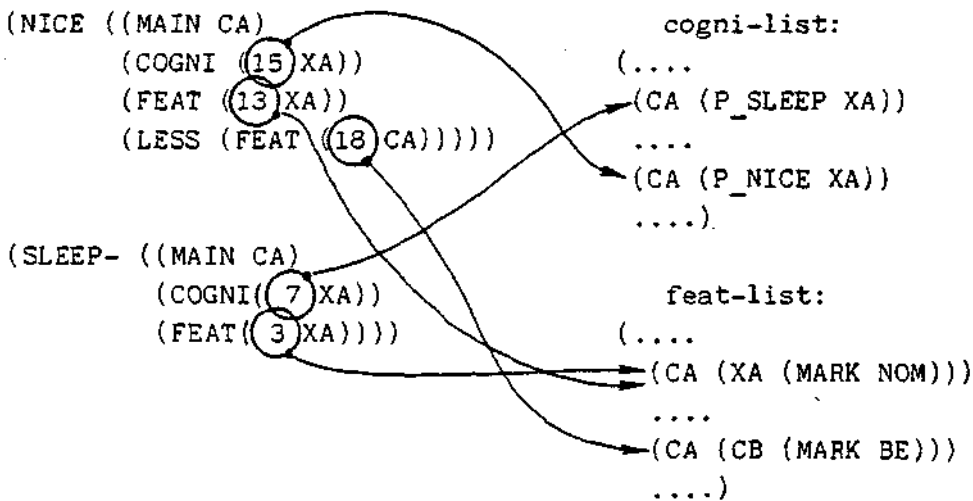 (NICE ((MAIN CA)
(COGNI (15 XA))
(FEAT (13 XA))
(LESS (FEAT (18 CA)))))
(SLEEP- ((MAIN CA)
(COGNI( 7 XA))
(FEAT( 3 XA))))
cogni-list:
(....
(CA (P_SLEEP XA))
....
(CA (P_NICE XA))
....)
feat-list:
(....
(CA (XA (MARK NOM)))
....
(CA (CB (MARK BE)))
....)